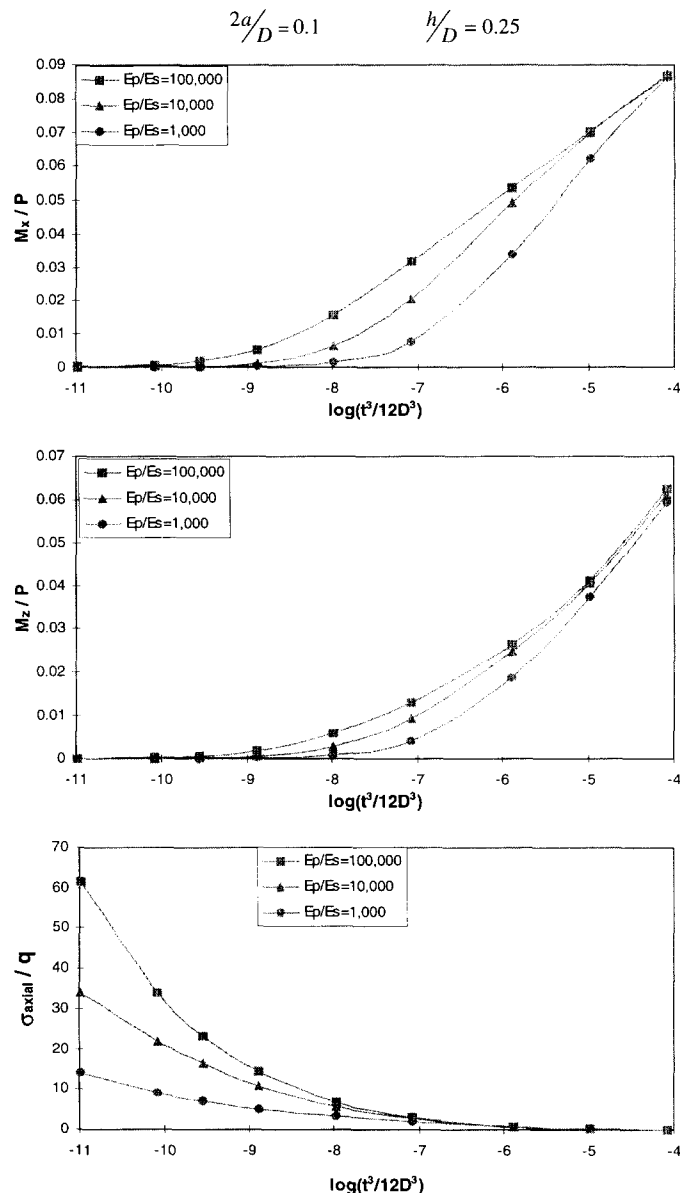 2a/D = 0.1 h/D = 0.25
0.09
0.08
0.07
0.06
0.05
0.04
0.03
0.02
0.01
0
Mx / P
Ep/Es=100,000
Ep/Es=10,000
Ep/Es=1,000
-11 -10 -9 -8 -7 -6 -5 -4
log(t³/12D³)
0.07
0.06
0.05
0.04
0.03
0.02
0.01
0
Mz / P
Ep/Es=100,000
Ep/Es=10,000
Ep/Es=1,000
-11 -10 -9 -8 -7 -6 -5 -4
log(t³/12D³)
70
60
50
40
30
20
10
0
σaxial / q
Ep/Es=100,000
Ep/Es=10,000
Ep/Es=1,000
-11 -10 -9 -8 -7 -6 -5 -4
log(t³/12D³)